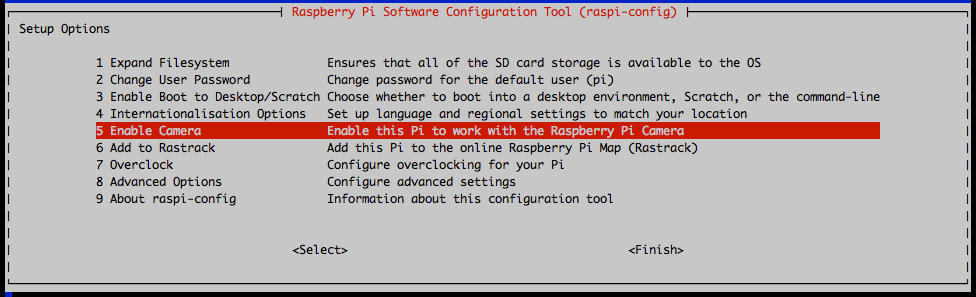 Raspberry Pi Software Configuration Tool (raspi-config)
Setup Options
1 Expand Filesystem Ensures that all of the SD card storage is available to the OS
2 Change User Password Change password for the default user (pi)
3 Enable Boot to Desktop/Scratch Choose whether to boot into a desktop environment, Scratch, or the command-line
4 Internationalisation Options Set up language and regional settings to match your location
5 Enable Camera Enable this Pi to work with the Raspberry Pi Camera
6 Add to Rastrack Add this Pi to the online Raspberry Pi Map (Rastrack)
7 Overclock Configure overclocking for your Pi
8 Advanced Options Configure advanced settings
9 About raspi-config Information about this configuration tool
<Select> <Finish>